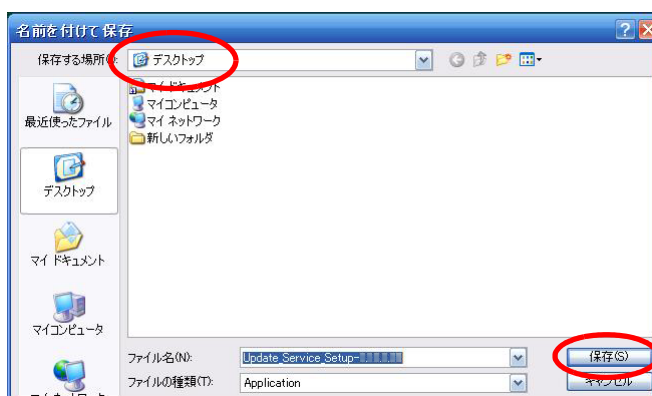 名前を付けて保存
保存する場所(I):
デスクトップ
マイ ドキュメント
マイコンピュータ
マイ ネットワーク
新しいフォルダ
最近使ったファイル
デスクトップ
マイ ドキュメント
マイコンピュータ
ファイル名(N):
Update Service Setup-
保存(S)
ファイルの種類(T):
Application
キャンセル